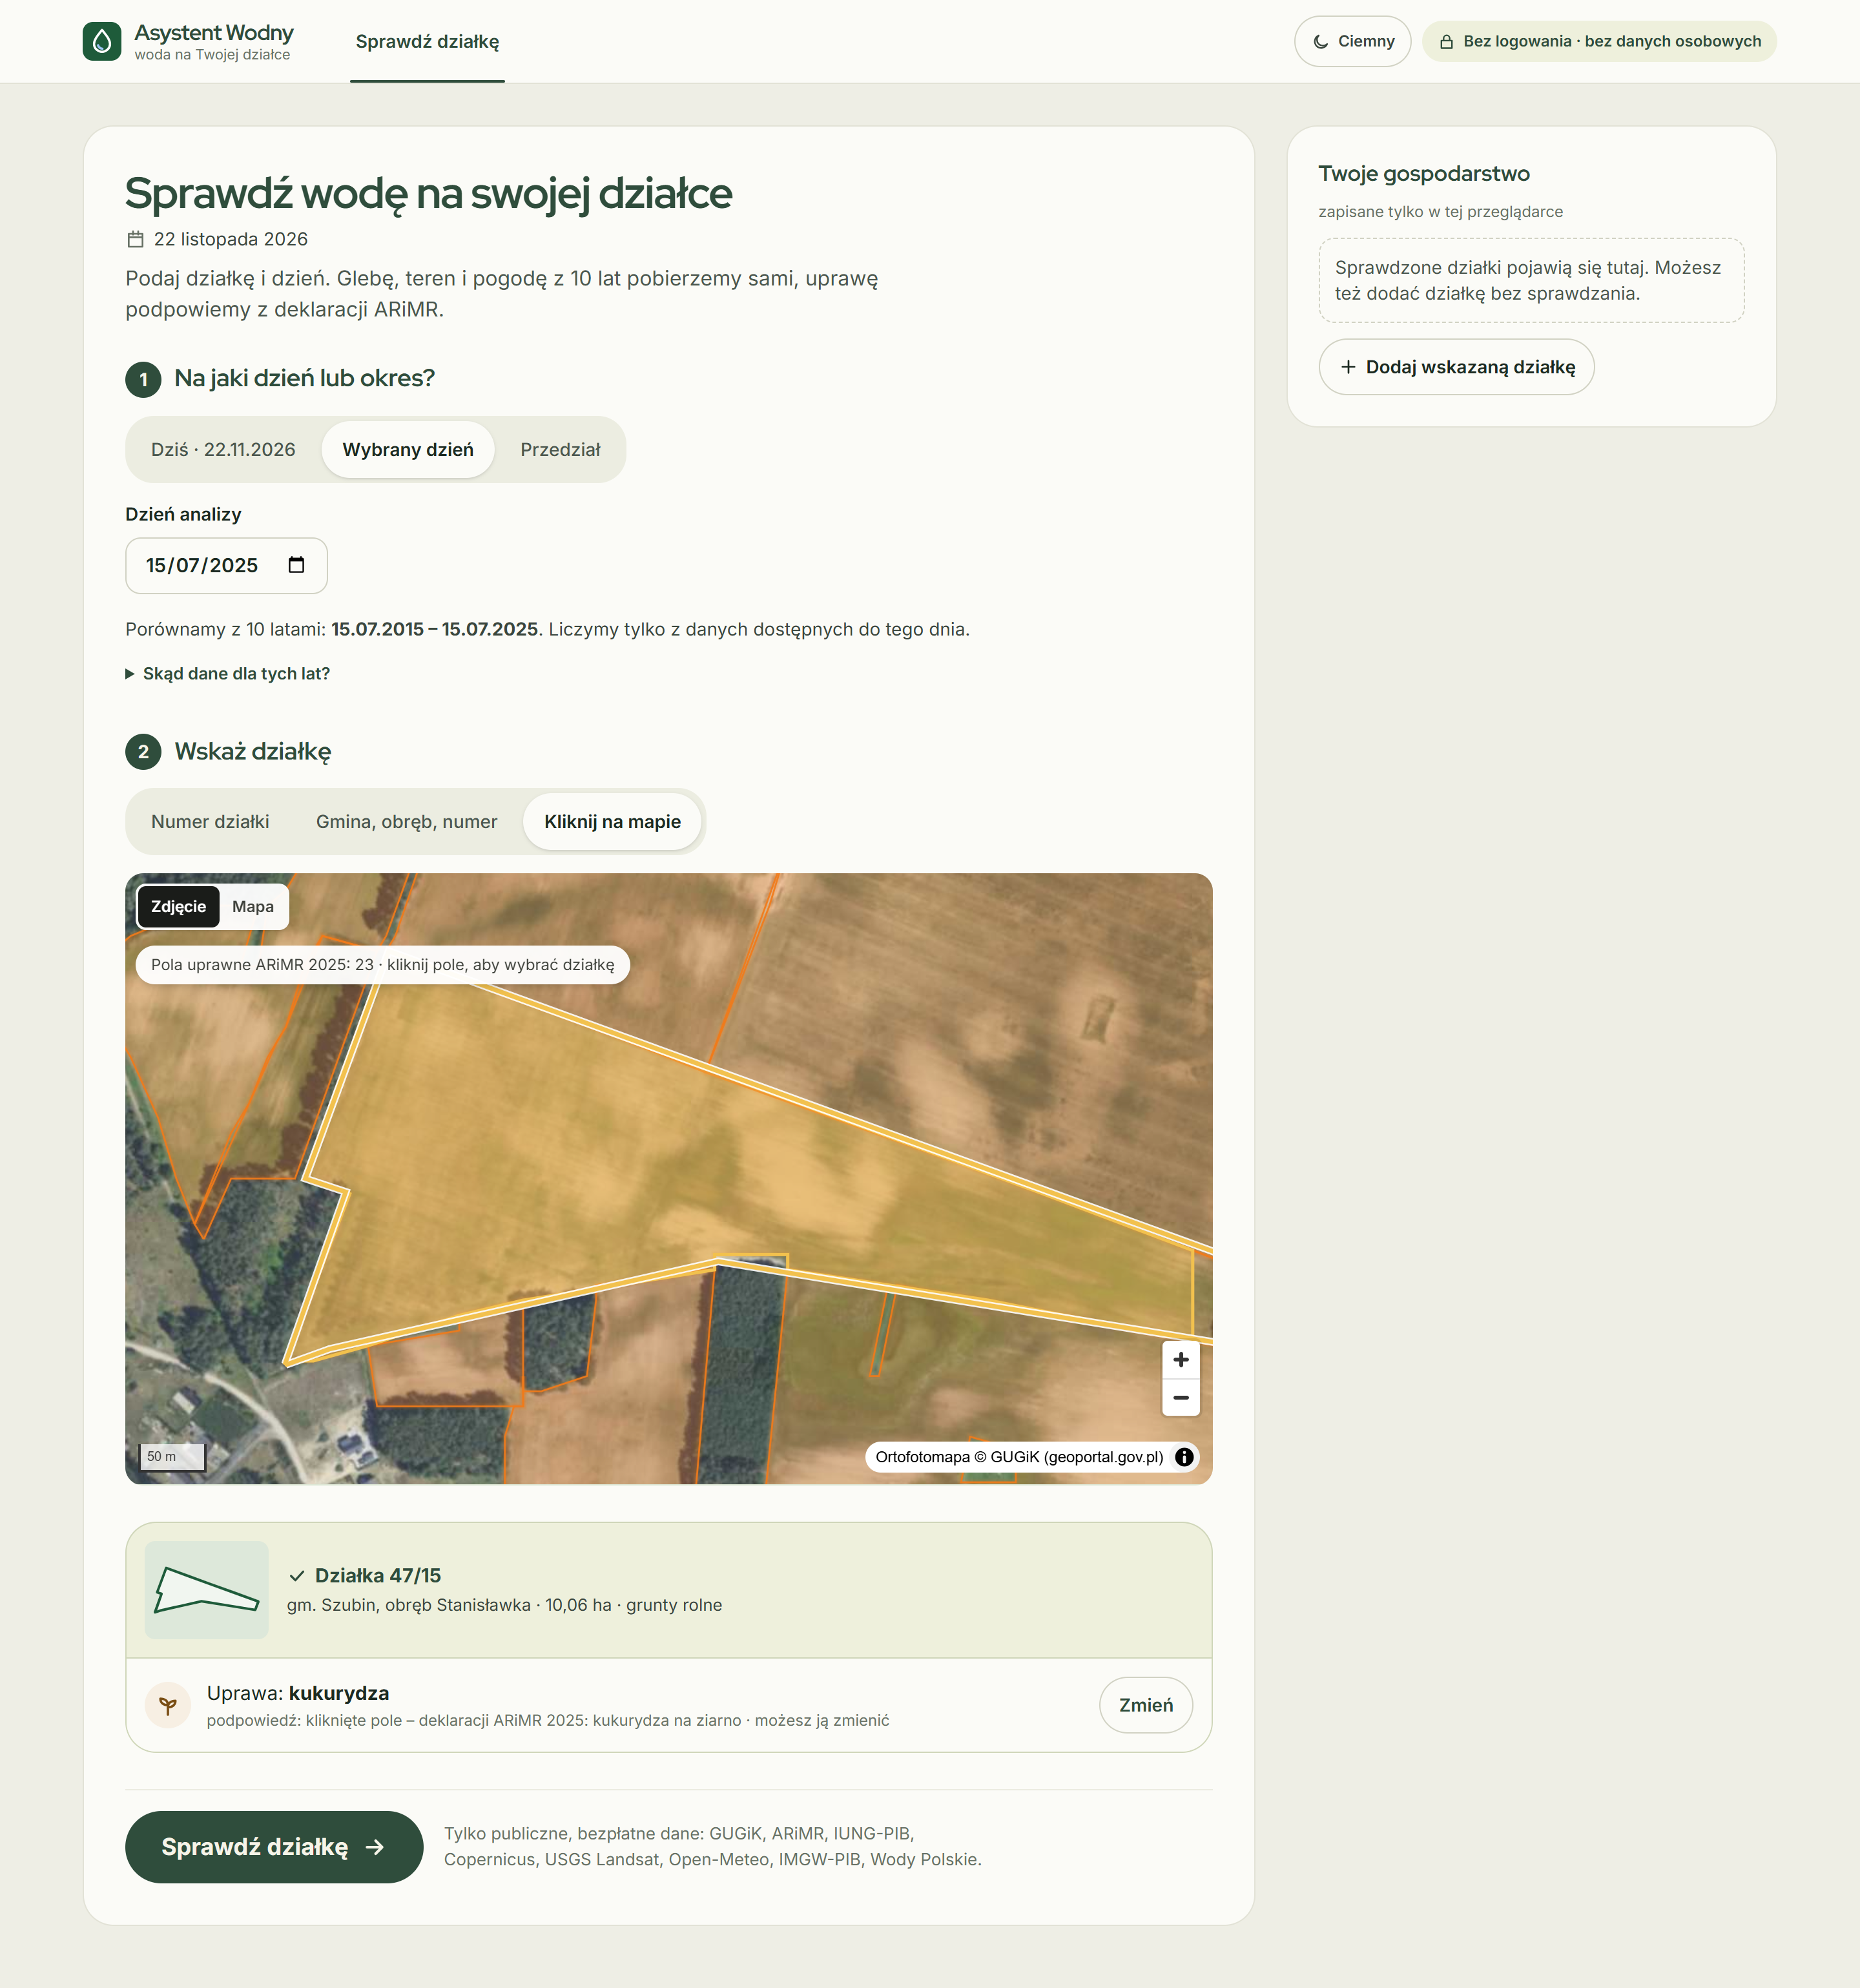 Asystent Wodny
woda na Twojej działce
Sprawdź działkę
Ciemny
Bez logowania · bez danych osobowych
Sprawdź wodę na swojej działce
22 listopada 2026
Podaj działkę i dzień. Glebę, teren i pogodę z 10 lat pobierzemy sami, uprawę
podpowiemy z deklaracji ARiMR.
1 Na jaki dzień lub okres?
Dziś · 22.11.2026
Wybrany dzień
Przedział
Dzień analizy
15/07/2025
Porównamy z 10 latami: 15.07.2015 – 15.07.2025. Liczymy tylko z danych dostępnych do tego dnia.
Skąd dane dla tych lat?
2 Wskaż działkę
Numer działki
Gmina, obręb, numer
Kliknij na mapie
Zdjęcie
Mapa
Pola uprawne ARiMR 2025: 23 · kliknij pole, aby wybrać działkę
50 m
Ortofotomapa © GUGiK (geoportal.gov.pl)
Działka 47/15
gm. Szubin, obręb Stanisławka · 10,06 ha · grunty rolne
Uprawa: kukurydza
podpowiedź: kliknięte pole – deklaracji ARiMR 2025: kukurydza na ziarno · możesz ją zmienić
Zmień
Sprawdź działkę
Tylko publiczne, bezpłatne dane: GUGiK, ARiMR, IUNG-PIB,
Copernicus, USGS Landsat, Open-Meteo, IMGW-PIB, Wody Polskie.
Twoje gospodarstwo
zapisane tylko w tej przeglądarce
Sprawdzone działki pojawią się tutaj. Możesz
też dodać działkę bez sprawdzania.
Dodaj wskazaną działkę